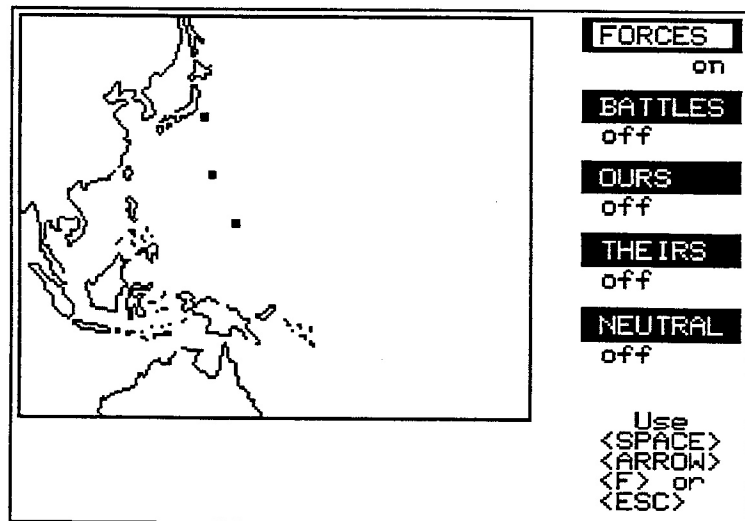 FORCES
on
BATTLES
off
OURS
off
THEIRS
off
NEUTRAL
off
Use
<SPACE>
<ARROW>
<F> or
<ESC>